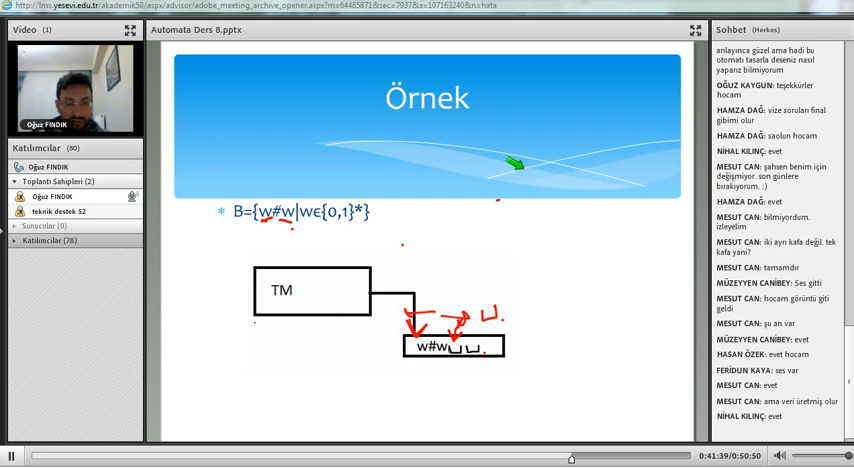 http://lms.yesevi.edu.tr/akademik50/aspx/advisor/adobe_meeting_archive_opener.aspx?m=64485871&sec=7937&a=107163240&n=hata
Video (1)
Oğuz FINDIK
Katılımcılar (80)
Oğuz FINDIK
Toplantı Sahipleri (2)
Oğuz FINDIK
teknik destek 52
Sunucular (0)
Katılımcılar (78)
Automata Ders 8.pptx
Örnek
* B={w#w|wϵ{0,1}*}
TM
⊔
w#w⊔⊔
Sohbet (Herkes)
anlayınca güzel ama hadi bu
otomatı tasarla deseniz nasıl
yaparız bilmiyorum
OĞUZ KAYGUN: teşekkürler
hocam
HAMZA DAĞ: vize soruları final
gibimi olur
HAMZA DAĞ: saolun hocam
NİHAL KILINÇ: evet
MESUT CAN: şahsen benim için
değişmiyor. son günlere
bırakıyorum. :)
HAMZA DAĞ: evet
MESUT CAN: bilmiyordum.
izleyelim
MESUT CAN: iki ayrı kafa değil. tek
kafa yani?
MESUT CAN: tamamdır
MÜZEYYEN CANİBEY: Ses gitti
MESUT CAN: hocam görüntü giti
geldi
MESUT CAN: şu an var
MÜZEYYEN CANİBEY: evet
HASAN ÖZEK: evet hocam
FERİDUN KAYA: ses var
MESUT CAN: evet
MESUT CAN: ama veri üretmiş olur
NİHAL KILINÇ: evet
0:41:39/0:50:50